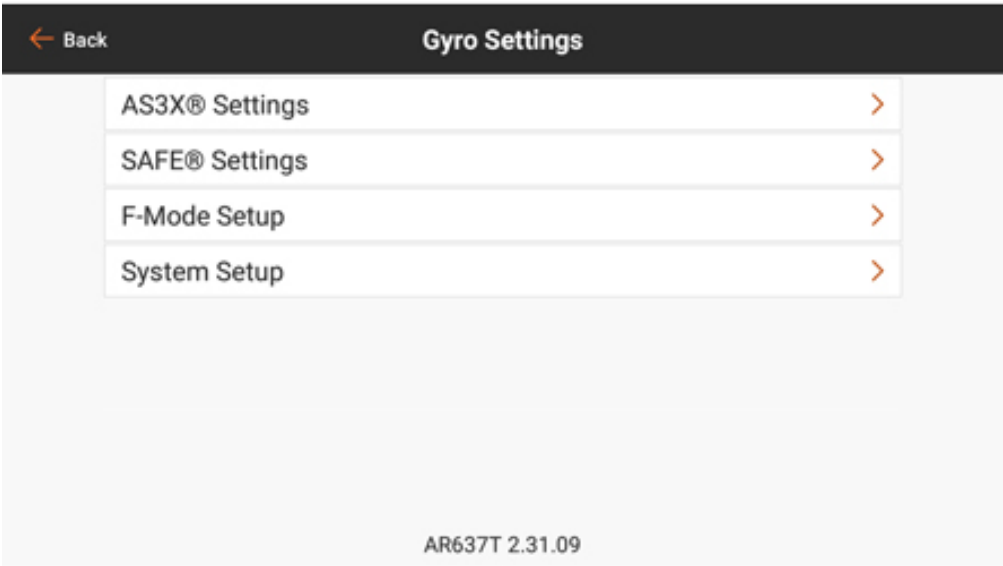 Back
Gyro Settings
AS3X® Settings
SAFE® Settings
F-Mode Setup
System Setup
AR637T 2.31.09